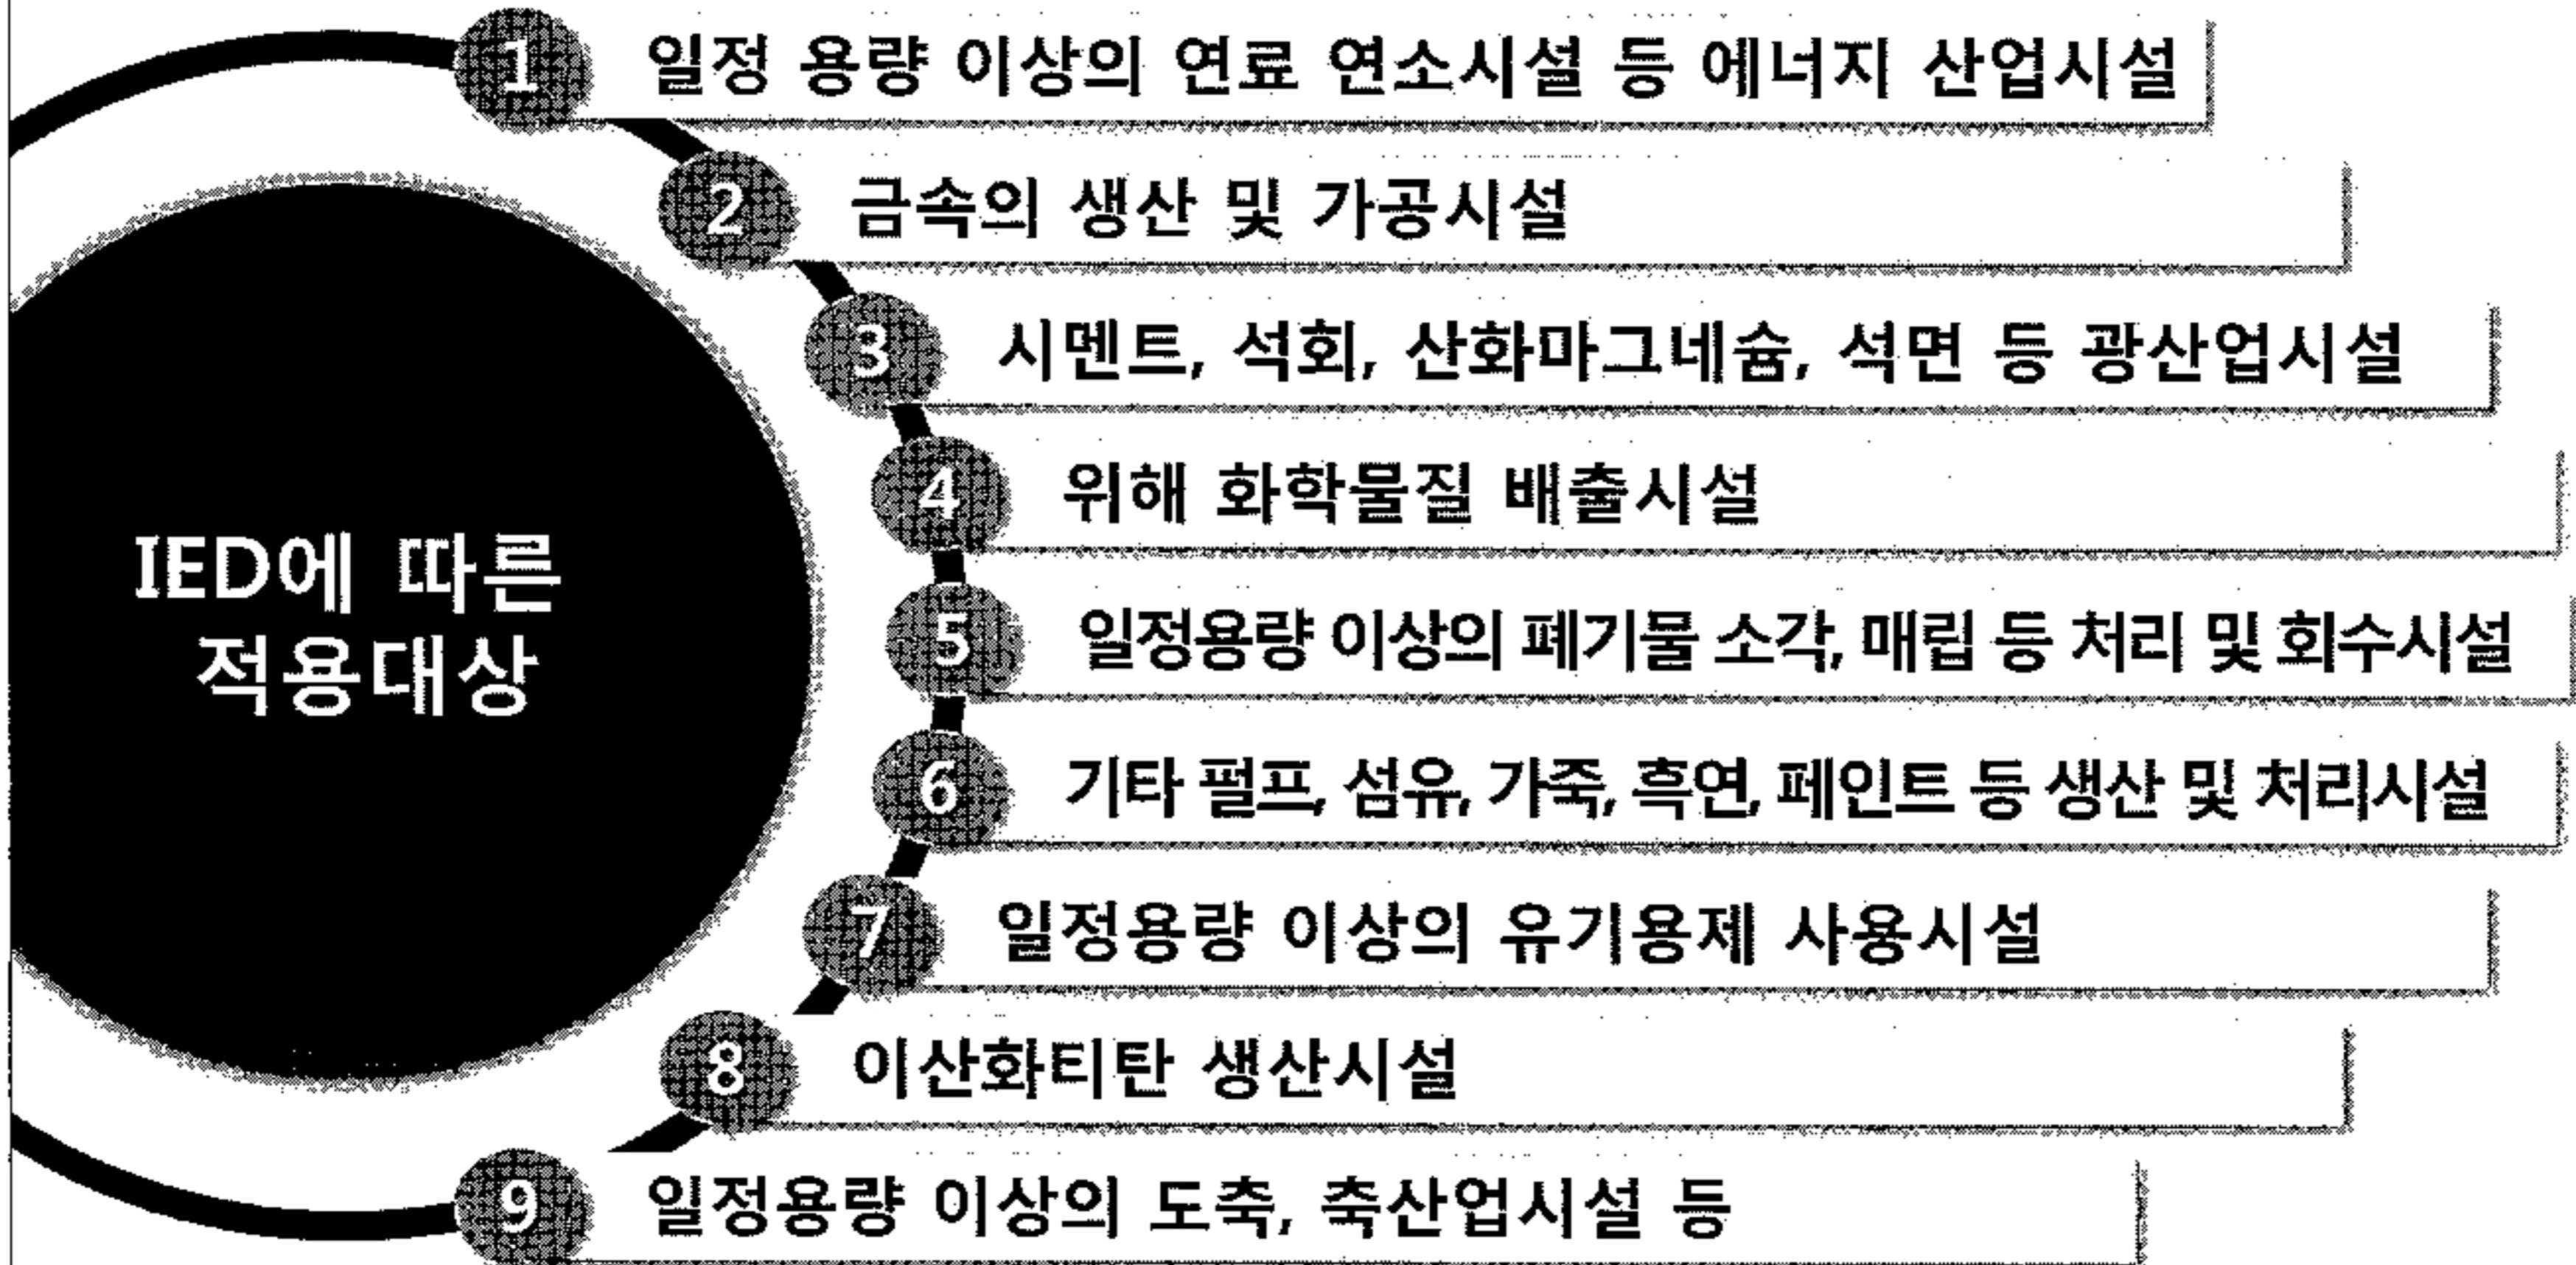 IED에 따른
적용대상
1 일정 용량 이상의 연료 연소시설 등 에너지 산업시설
2 금속의 생산 및 가공시설
3 시멘트, 석회, 산화마그네슘, 석면 등 광산업시설
4 위해 화학물질 배출시설
5 일정용량 이상의 폐기물 소각, 매립 등 처리 및 회수시설
6 기타 펄프, 섬유, 가죽, 흑연, 페인트 등 생산 및 처리시설
7 일정용량 이상의 유기용제 사용시설
8 이산화티탄 생산시설
9 일정용량 이상의 도축, 축산업시설 등